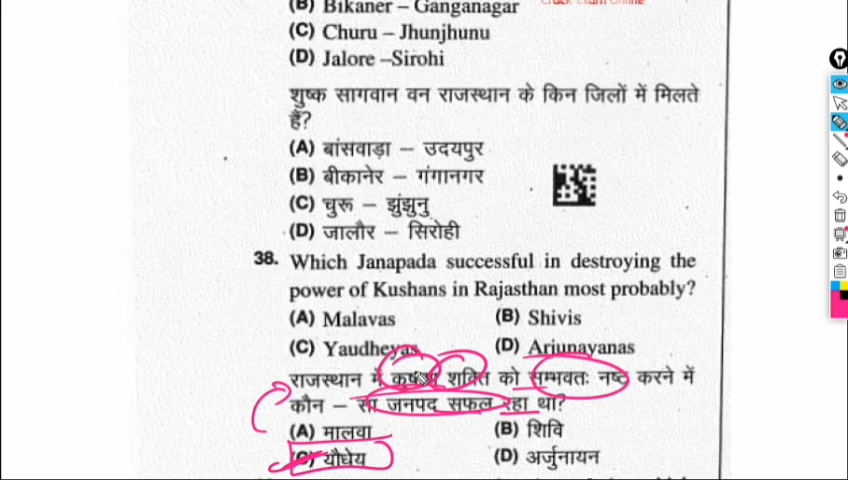 (B) Bikaner – Ganganagar
(C) Churu – Jhunjhunu
(D) Jalore –Sirohi
शुष्क सागवान वन राजस्थान के किन जिलों में मिलते
हैं?
(A) बांसवाड़ा – उदयपुर
(B) बीकानेर – गंगानगर
(C) चुरू – झुंझुनु
(D) जालौर – सिरोही
38. Which Janapada successful in destroying the
power of Kushans in Rajasthan most probably?
(A) Malavas (B) Shivis
(C) Yaudheyas (D) Arjunayanas
राजस्थान में शक्ति को सम्भवतः नष्ट करने में
कौन – सा जनपद सफल रहा था?
(A) मालवा (B) शिवि
(C) यौधेय (D) अर्जुनायन